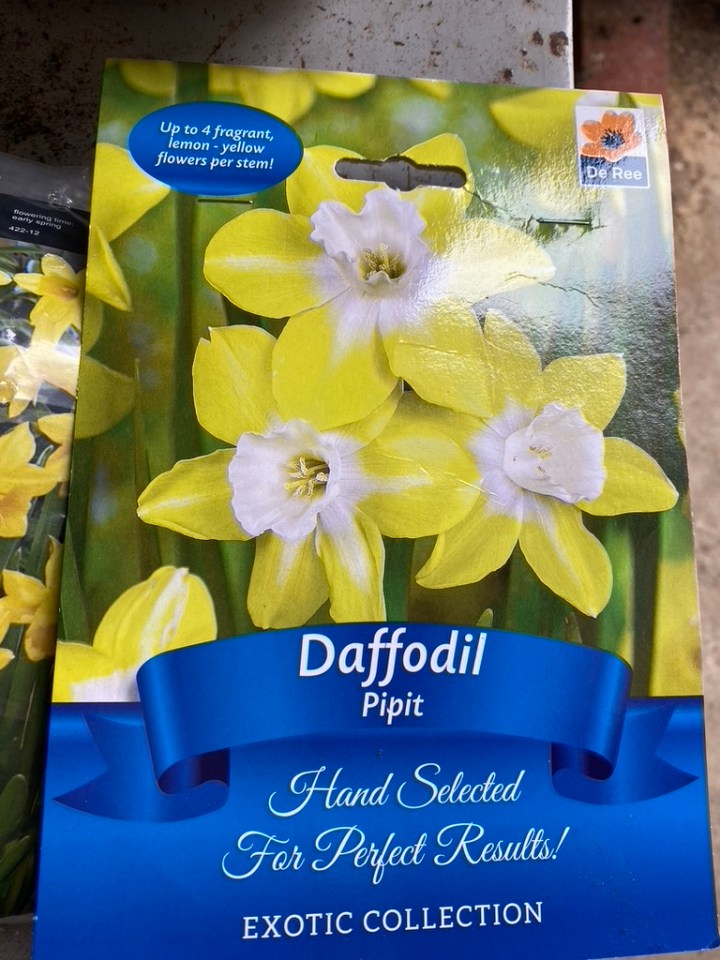 Up to 4 fragrant,
lemon - yellow
flowers per stem!
De Ree
flowering time:
early spring
422-12
Daffodil
Pipit
Hand Selected
For Perfect Results!
EXOTIC COLLECTION